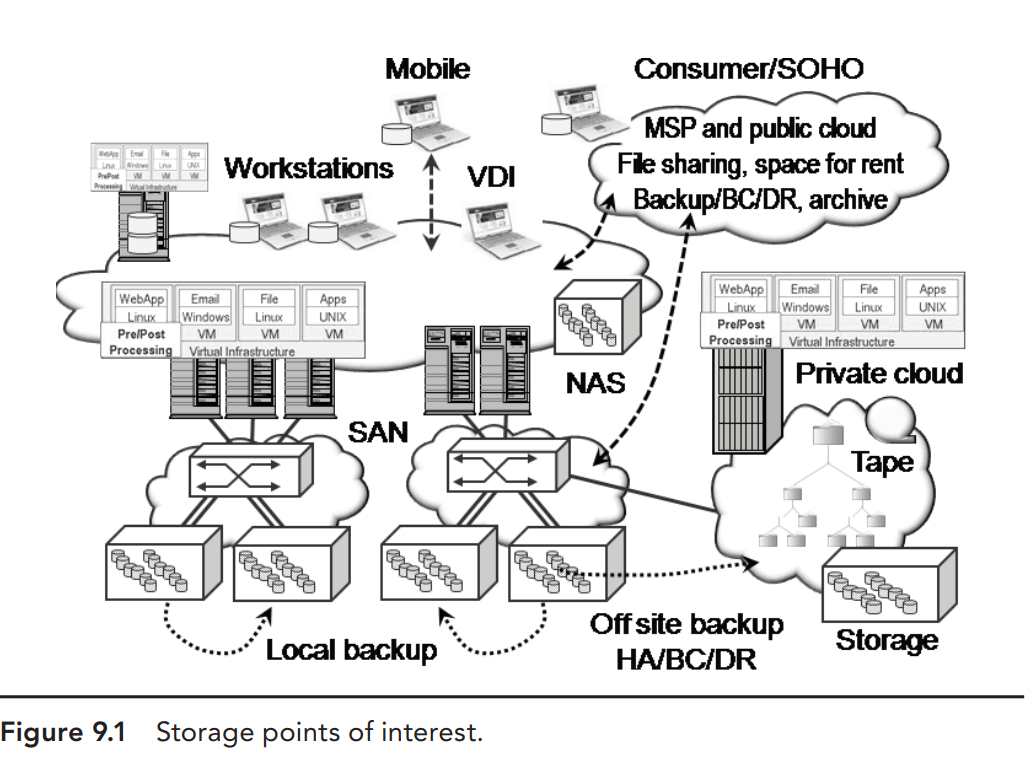 Mobile
Consumer/SOHO
MSP and public cloud
File sharing, space for rent
Backup/BC/DR, archive
WebApp Email File Apps
Linux Windows Linux UNIX
Pre/Post VM VM VM
Processing Virtual Infrastructure
Workstations
VDI
WebApp Email File Apps
Linux Windows Linux UNIX
Pre/Post VM VM VM
Processing Virtual Infrastructure
WebApp Email File Apps
Linux Windows Linux UNIX
Pre/Post VM VM VM
Processing Virtual Infrastructure
NAS
Private cloud
SAN
Tape
Local backup
Off site backup
HA/BC/DR
Storage
Figure 9.1 Storage points of interest.